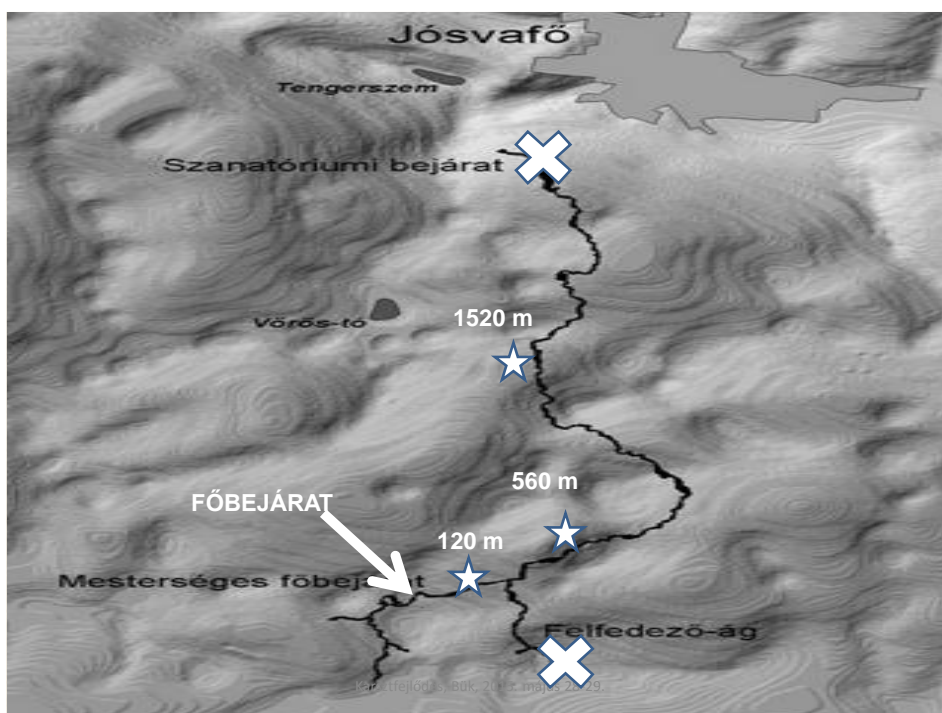 Jósvafő
Tengerszem
Szanatóriumi bejárat
1520 m
Vörös-tó
560 m
FŐBEJÁRAT
120 m
Mesterséges főbejárat
Felfedező-ág